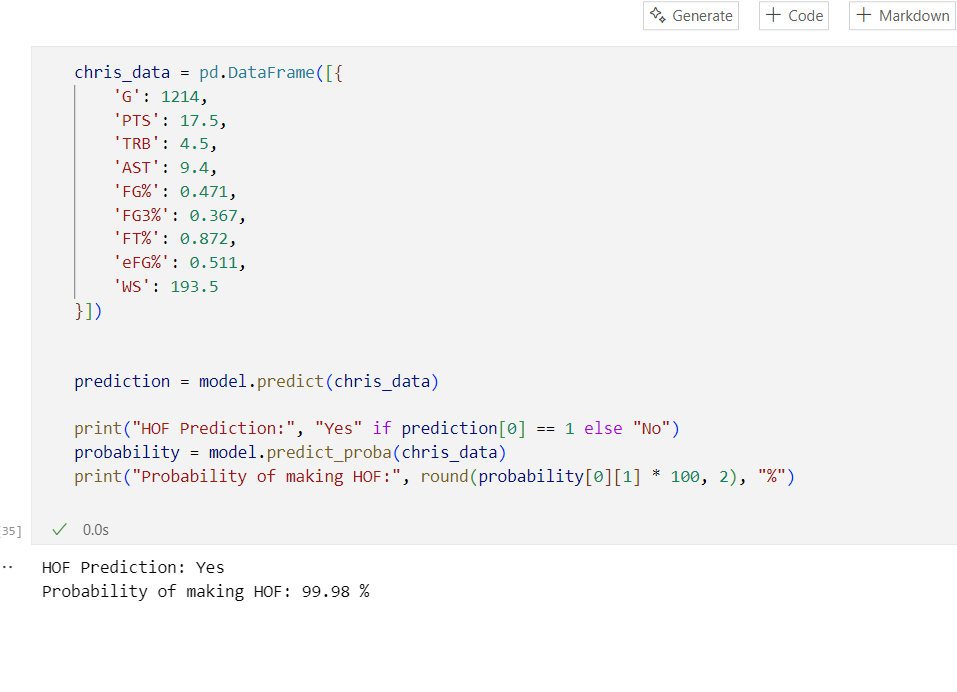 Generate + Code + Markdown
chris_data = pd.DataFrame([{
    'G': 1214,
    'PTS': 17.5,
    'TRB': 4.5,
    'AST': 9.4,
    'FG%': 0.471,
    'FG3%': 0.367,
    'FT%': 0.872,
    'eFG%': 0.511,
    'WS': 193.5
}])
prediction = model.predict(chris_data)
print("HOF Prediction:", "Yes" if prediction[0] == 1 else "No")
probability = model.predict_proba(chris_data)
print("Probability of making HOF:", round(probability[0][1] * 100, 2), "%")
35] ✓ 0.0s
HOF Prediction: Yes
Probability of making HOF: 99.98 %